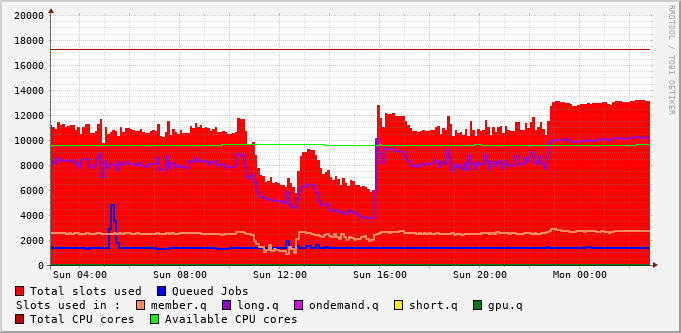 20000
18000
16000
14000
12000
10000
8000
6000
4000
2000
0
Sun 04:00 Sun 08:00 Sun 12:00 Sun 16:00 Sun 20:00 Mon 00:00
Total slots used Queued Jobs
Slots used in : member.q long.q ondemand.q short.q gpu.q
Total CPU cores Available CPU cores
RRDTOOL / TOBI OETIKER